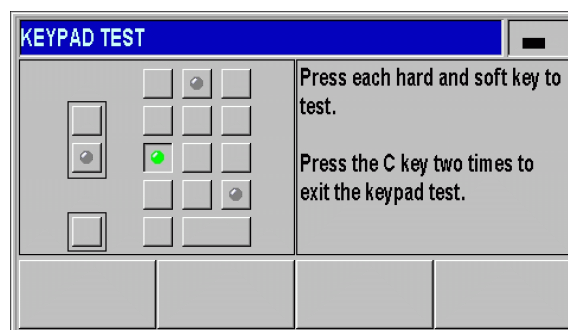 KEYPAD TEST
Press each hard and soft key to
test.
Press the C key two times to
exit the keypad test.